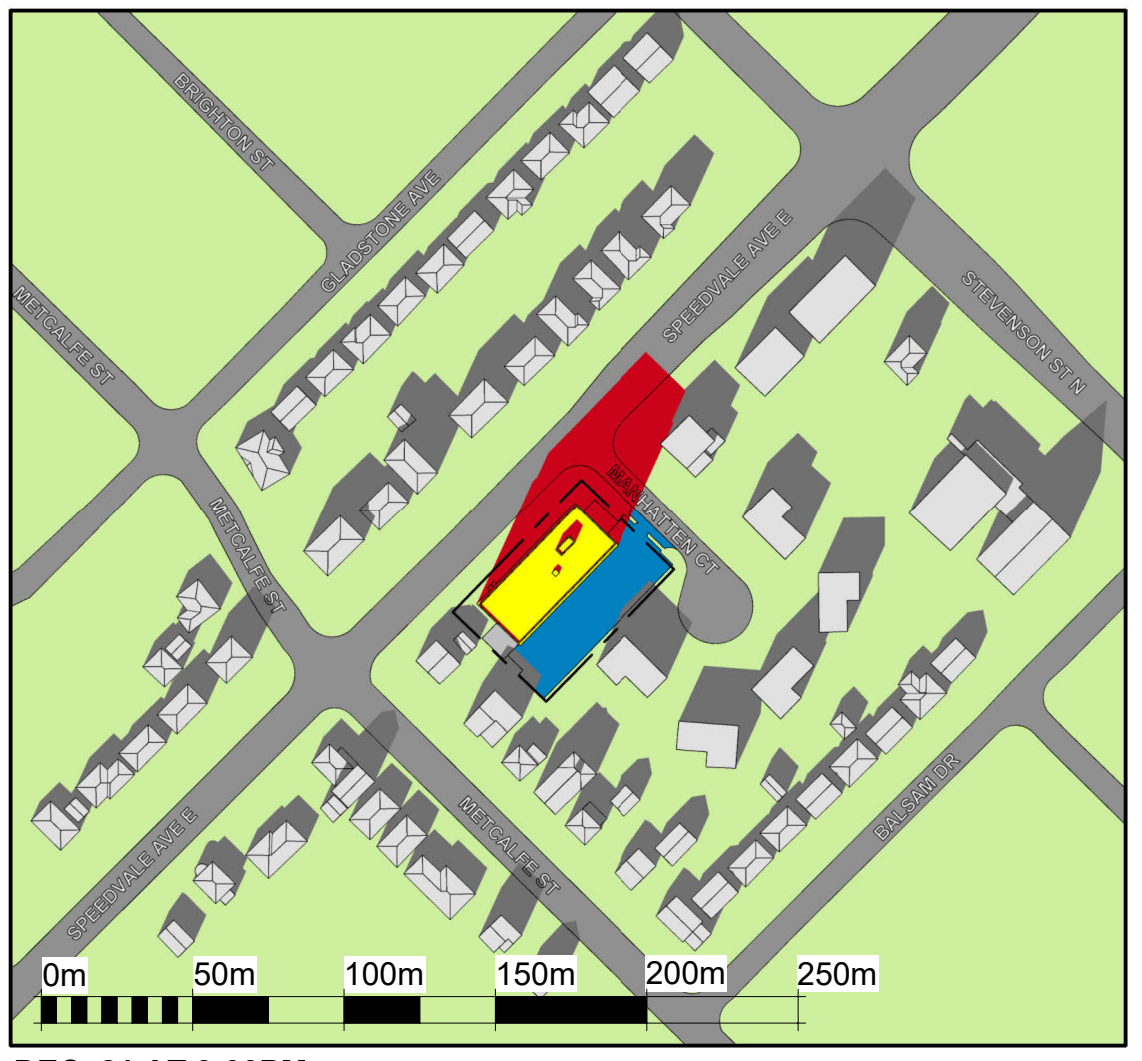 BRIGHTON ST
GLADSTONE AVE
METCALFE ST
SPEEDVALE AVE E
STEVENSON ST N
METCALFE ST
MANHATTEN CT
SPEEDVALE AVE E
METCALFE ST
BALSAM DR
0m 50m 100m 150m 200m 250m